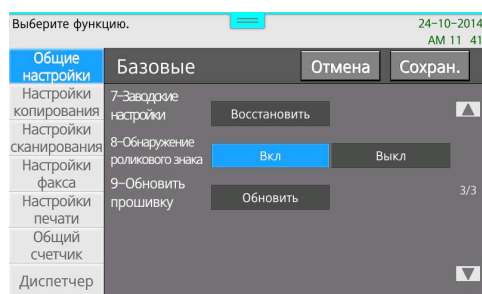 Выберите функцию.
24-10-2014
AM 11 41
Общие
настройки
Базовые
Отмена
Сохран.
Настройки
копирования
Настройки
сканирования
Настройки
факса
Настройки
печати
Общий
счетчик
Диспетчер
7-Заводские
настройки
Восстановить
8-Обнаружение
роликового знака
Вкл
Выкл
9-Обновить
прошивку
Обновить
3/3